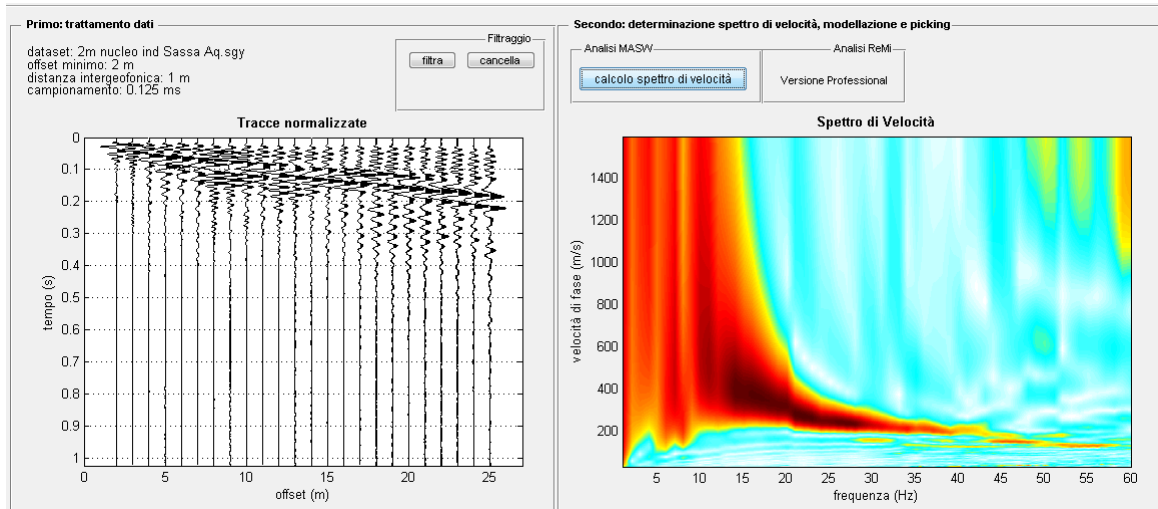 Primo: trattamento dati
dataset: 2m nucleo ind Sassa Aq.sgy
offset minimo: 2 m
distanza intergeofonica: 1 m
campionamento: 0.125 ms
Filtraggio
filtra
cancella
Tracce normalizzate
0
0.1
0.2
0.3
0.4
0.5
0.6
0.7
0.8
0.9
1
tempo (s)
0 5 10 15 20 25
offset (m)
Secondo: determinazione spettro di velocità, modellazione e picking
Analisi MASW
calcolo spettro di velocità
Analisi ReMi
Versione Professional
Spettro di Velocità
1400
1200
1000
800
600
400
200
velocità di fase (m/s)
5 10 15 20 25 30 35 40 45 50 55 60
frequenza (Hz)